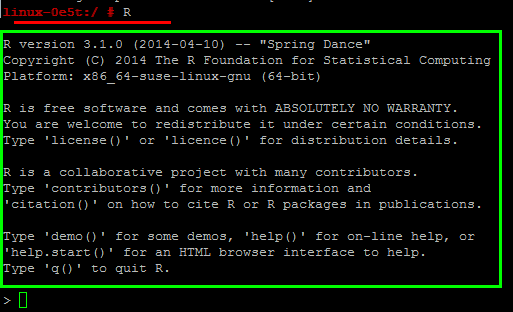 linux-0e5t:/ # R
R version 3.1.0 (2014-04-10) -- "Spring Dance"
Copyright (C) 2014 The R Foundation for Statistical Computing
Platform: x86_64-suse-linux-gnu (64-bit)
R is free software and comes with ABSOLUTELY NO WARRANTY.
You are welcome to redistribute it under certain conditions.
Type 'license()' or 'licence()' for distribution details.
R is a collaborative project with many contributors.
Type 'contributors()' for more information and
'citation()' on how to cite R or R packages in publications.
Type 'demo()' for some demos, 'help()' for on-line help, or
'help.start()' for an HTML browser interface to help.
Type 'q()' to quit R.
>